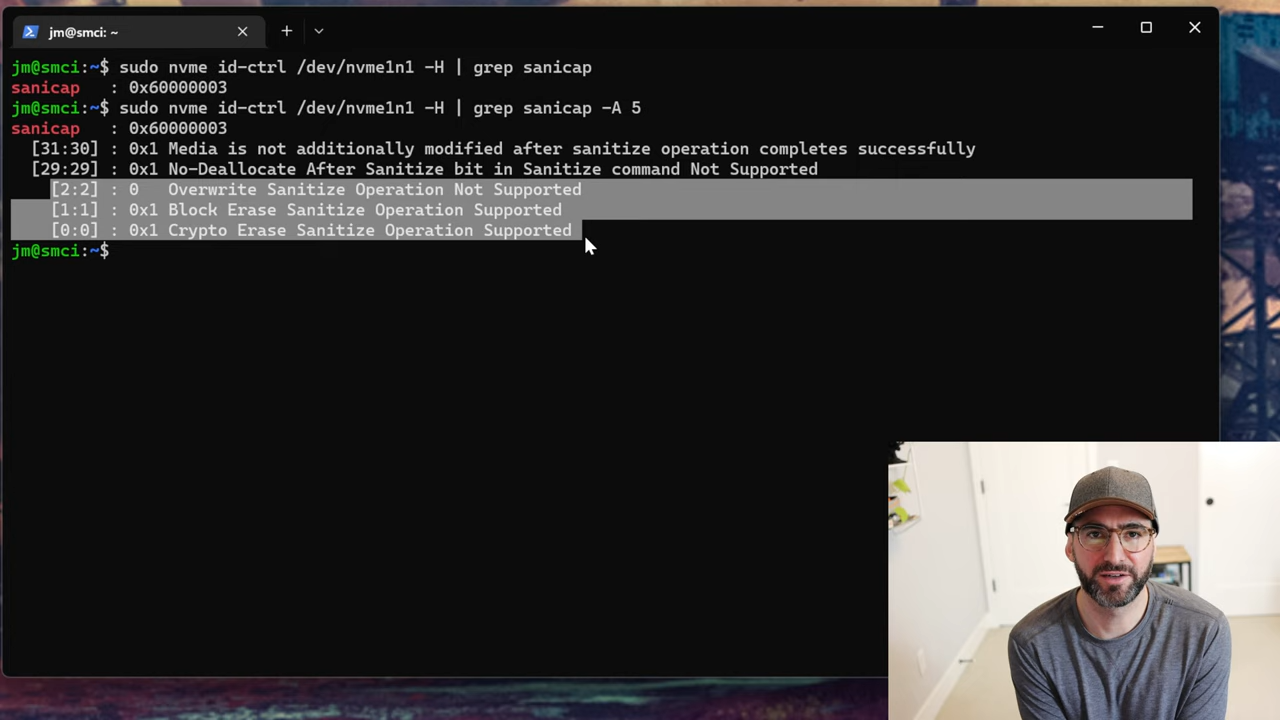 jm@smci: ~
jm@smci:~$ sudo nvme id-ctrl /dev/nvme1n1 -H | grep sanicap
sanicap   : 0x60000003
jm@smci:~$ sudo nvme id-ctrl /dev/nvme1n1 -H | grep sanicap -A 5
sanicap   : 0x60000003
  [31:30] : 0x1 Media is not additionally modified after sanitize operation completes successfully
  [29:29] : 0x1 No-Deallocate After Sanitize bit in Sanitize command Not Supported
    [2:2] : 0   Overwrite Sanitize Operation Not Supported
    [1:1] : 0x1 Block Erase Sanitize Operation Supported
    [0:0] : 0x1 Crypto Erase Sanitize Operation Supported
jm@smci:~$